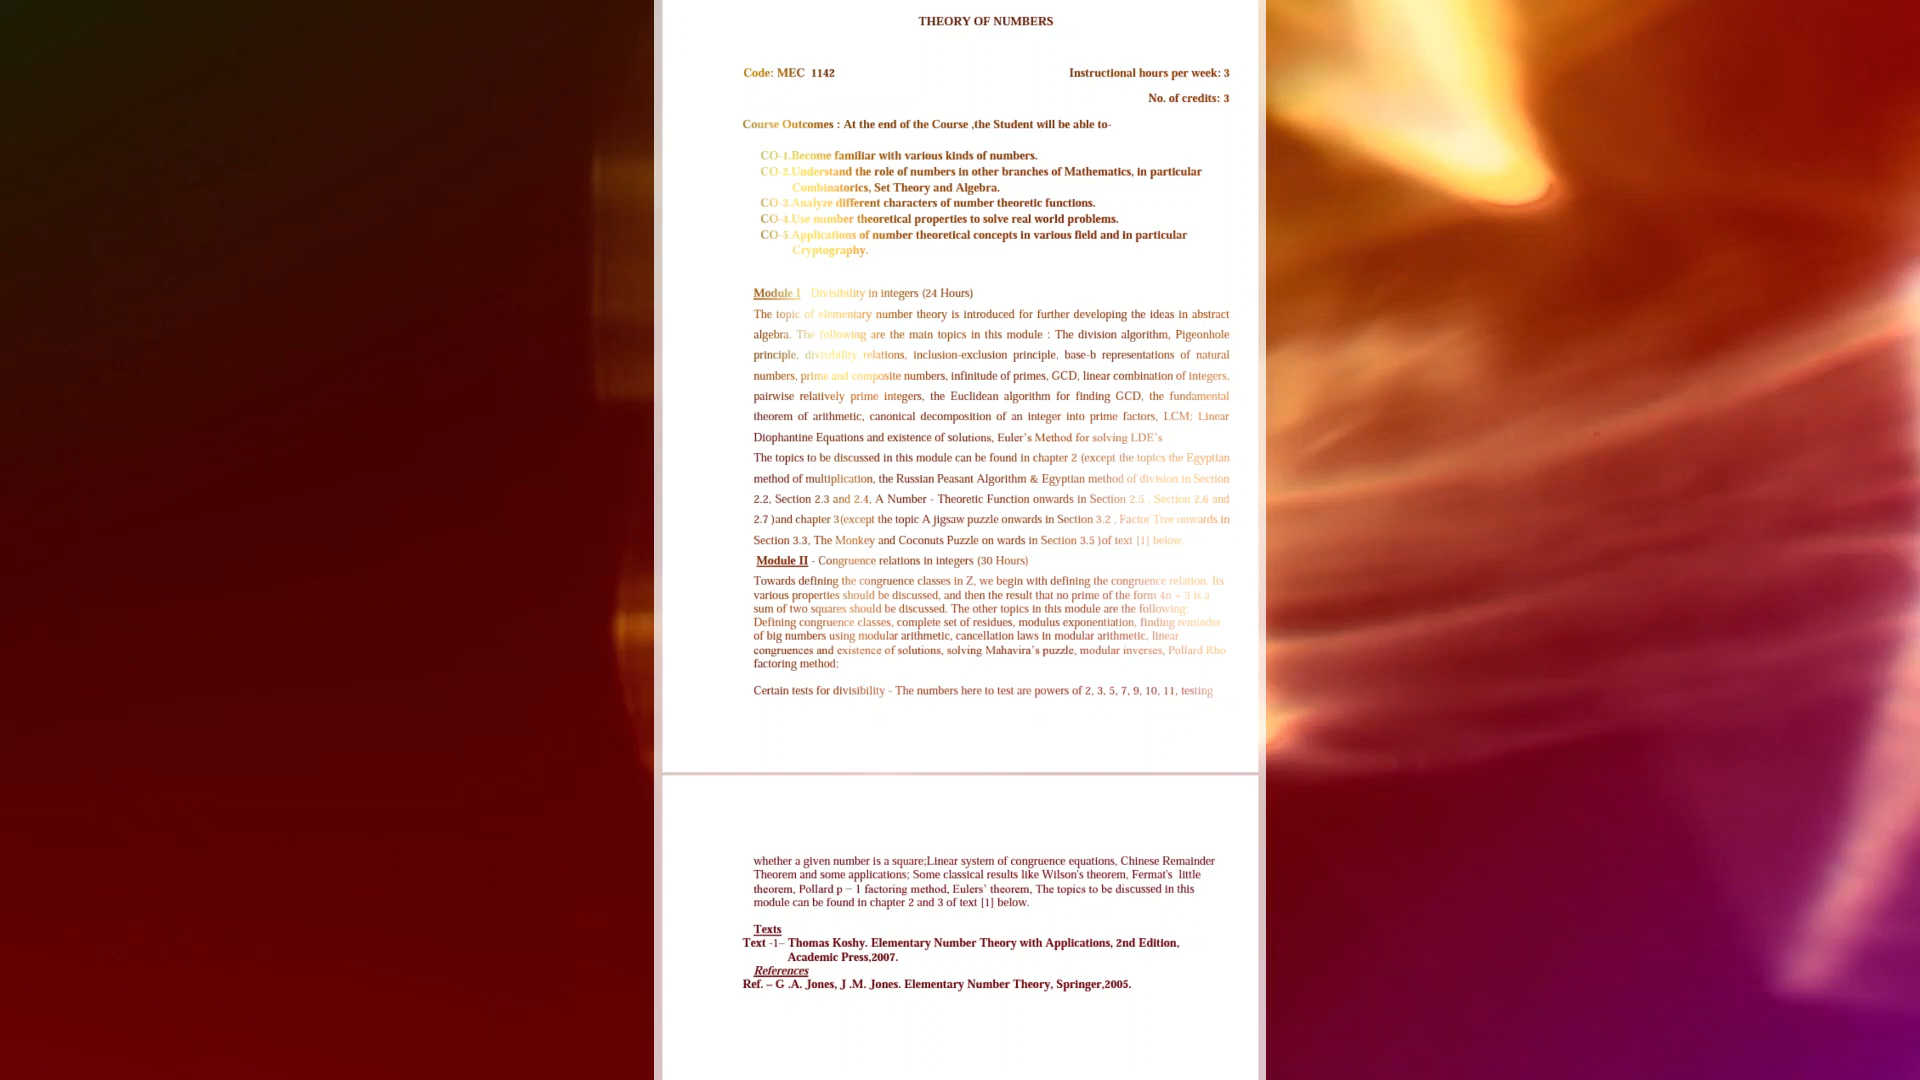 THEORY OF NUMBERS
Code: MEC 1142 Instructional hours per week: 3
No. of credits: 3
Course Outcomes : At the end of the Course ,the Student will be able to-
CO-1.Become familiar with various kinds of numbers.
CO-2.Understand the role of numbers in other branches of Mathematics, in particular
Combinatorics, Set Theory and Algebra.
CO-3.Analyze different characters of number theoretic functions.
CO-4.Use number theoretical properties to solve real world problems.
CO-5.Applications of number theoretical concepts in various field and in particular
Cryptography.
Module I - Divisibility in integers (24 Hours)
The topic of elementary number theory is introduced for further developing the ideas in abstract
algebra. The following are the main topics in this module : The division algorithm, Pigeonhole
principle, divisibility relations, inclusion-exclusion principle, base-b representations of natural
numbers, prime and composite numbers, infinitude of primes, GCD, linear combination of integers,
pairwise relatively prime integers, the Euclidean algorithm for finding GCD, the fundamental
theorem of arithmetic, canonical decomposition of an integer into prime factors, LCM; Linear
Diophantine Equations and existence of solutions, Euler's Method for solving LDE's
The topics to be discussed in this module can be found in chapter 2 (except the topics the Egyptian
method of multiplication, the Russian Peasant Algorithm & Egyptian method of division in Section
2.2, Section 2.3 and 2.4, A Number - Theoretic Function onwards in Section 2.5 , Section 2.6 and
2.7 )and chapter 3(except the topic A jigsaw puzzle onwards in Section 3.2 , Factor Tree onwards in
Section 3.3, The Monkey and Coconuts Puzzle on wards in Section 3.5 )of text [1] below.
Module II - Congruence relations in integers (30 Hours)
Towards defining the congruence classes in Z, we begin with defining the congruence relation. Its
various properties should be discussed, and then the result that no prime of the form 4n + 3 is a
sum of two squares should be discussed. The other topics in this module are the following:
Defining congruence classes, complete set of residues, modulus exponentiation, finding reminder
of big numbers using modular arithmetic, cancellation laws in modular arithmetic, linear
congruences and existence of solutions, solving Mahavira's puzzle, modular inverses, Pollard Rho
factoring method;
Certain tests for divisibility - The numbers here to test are powers of 2, 3, 5, 7, 9, 10, 11, testing
whether a given number is a square;Linear system of congruence equations, Chinese Remainder
Theorem and some applications; Some classical results like Wilson's theorem, Fermat's little
theorem, Pollard p − 1 factoring method, Eulers' theorem, The topics to be discussed in this
module can be found in chapter 2 and 3 of text [1] below.
Texts
Text -1– Thomas Koshy. Elementary Number Theory with Applications, 2nd Edition,
Academic Press,2007.
References
Ref. – G .A. Jones, J .M. Jones. Elementary Number Theory, Springer,2005.